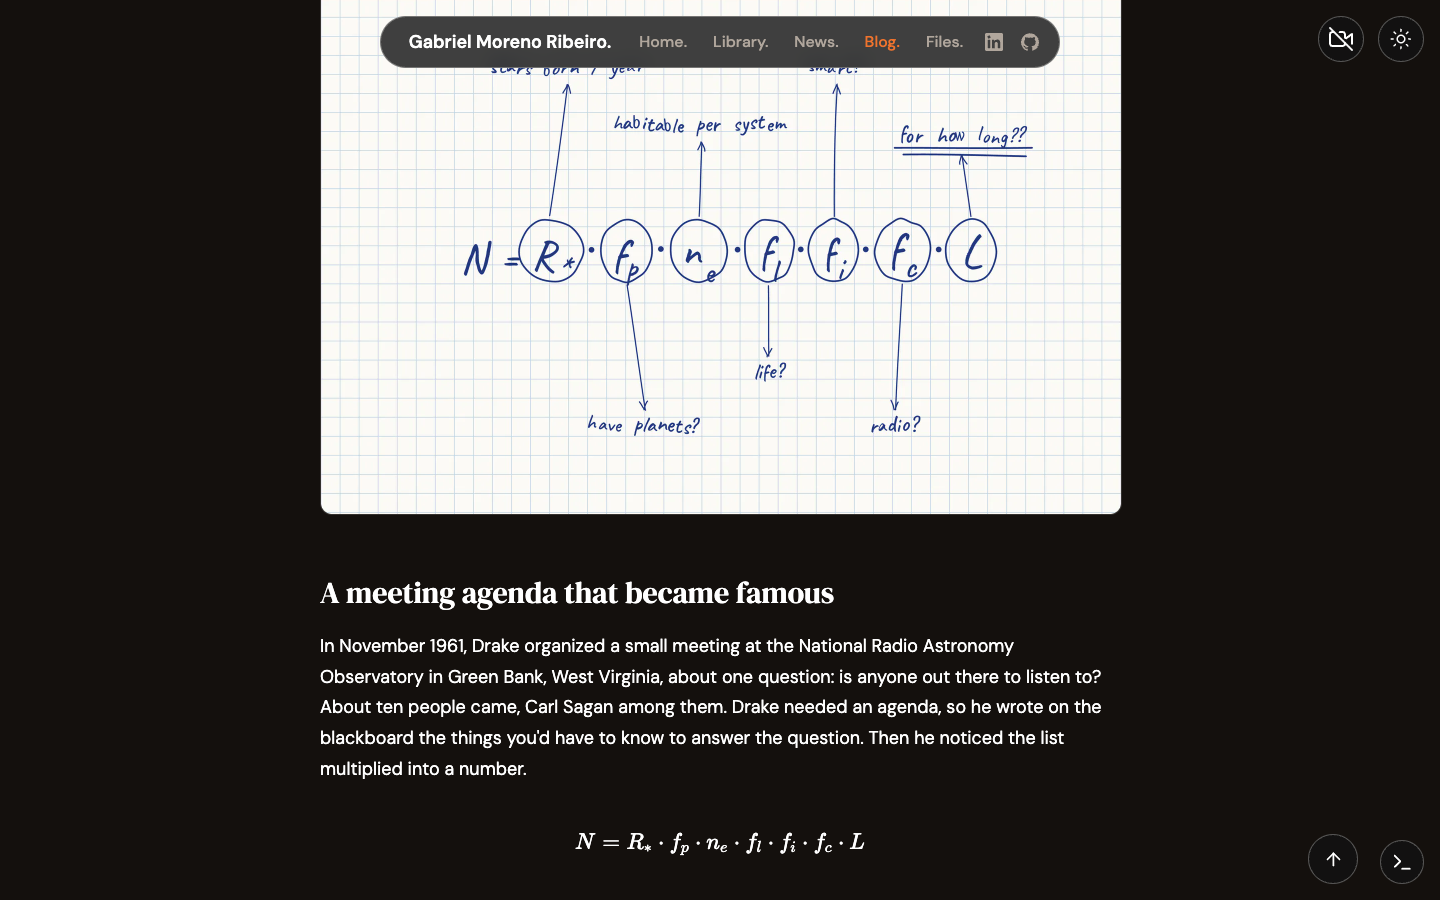 Gabriel Moreno Ribeiro. Home. Library. News. Blog. Files.
stars born / year
smart?
habitable per system
for how long??
N = R* · fp · ne · fl · fi · fc · L
life?
have planets?
radio?
A meeting agenda that became famous
In November 1961, Drake organized a small meeting at the National Radio Astronomy
Observatory in Green Bank, West Virginia, about one question: is anyone out there to listen to?
About ten people came, Carl Sagan among them. Drake needed an agenda, so he wrote on the
blackboard the things you'd have to know to answer the question. Then he noticed the list
multiplied into a number.
N = R* · fp · ne · fl · fi · fc · L